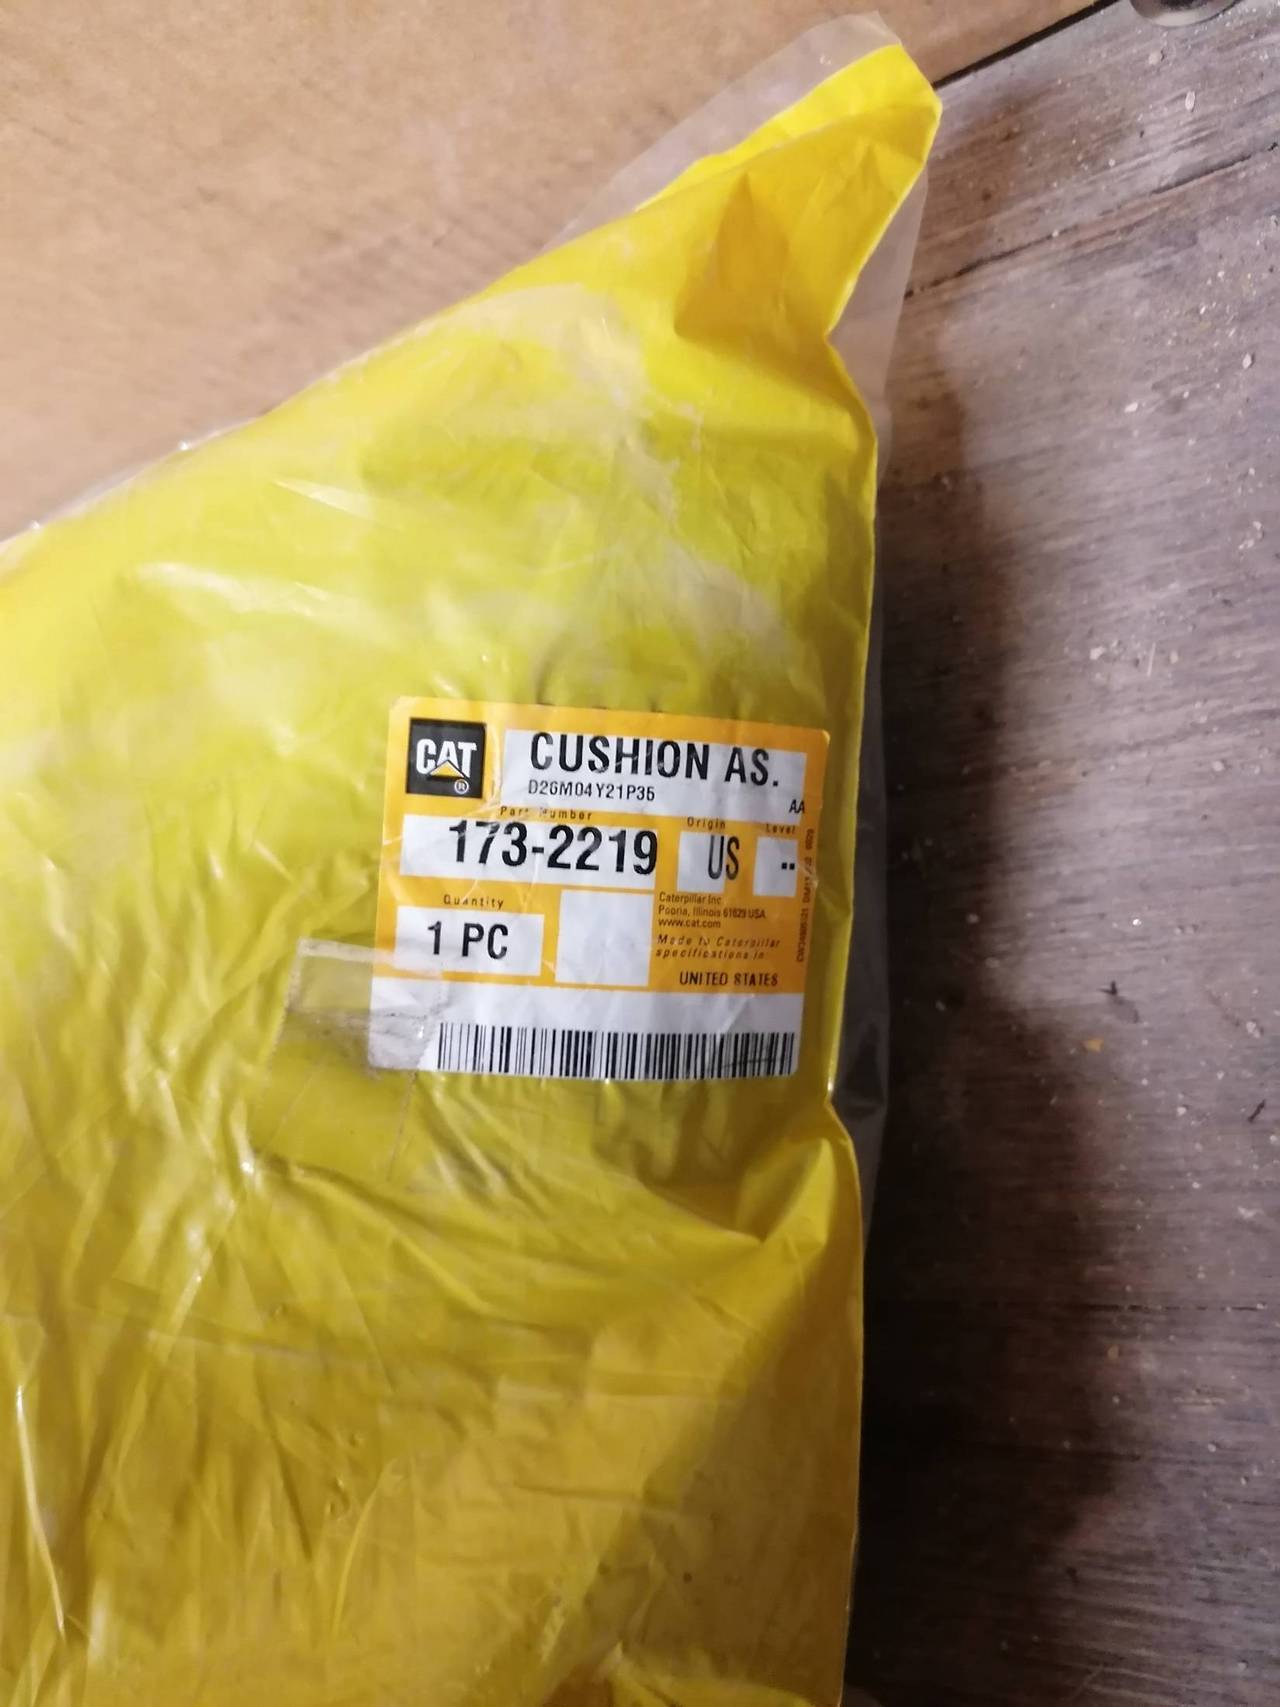 CAT
®
CUSHION AS.
D26M04Y21P35
AA
Part Number
Origin
Level
173-2219
US
--
Quantity
1 PC
Caterpillar Inc
Peoria, Illinois 61629 USA
www.cat.com
Made to Caterpillar
specifications in:
UNITED STATES